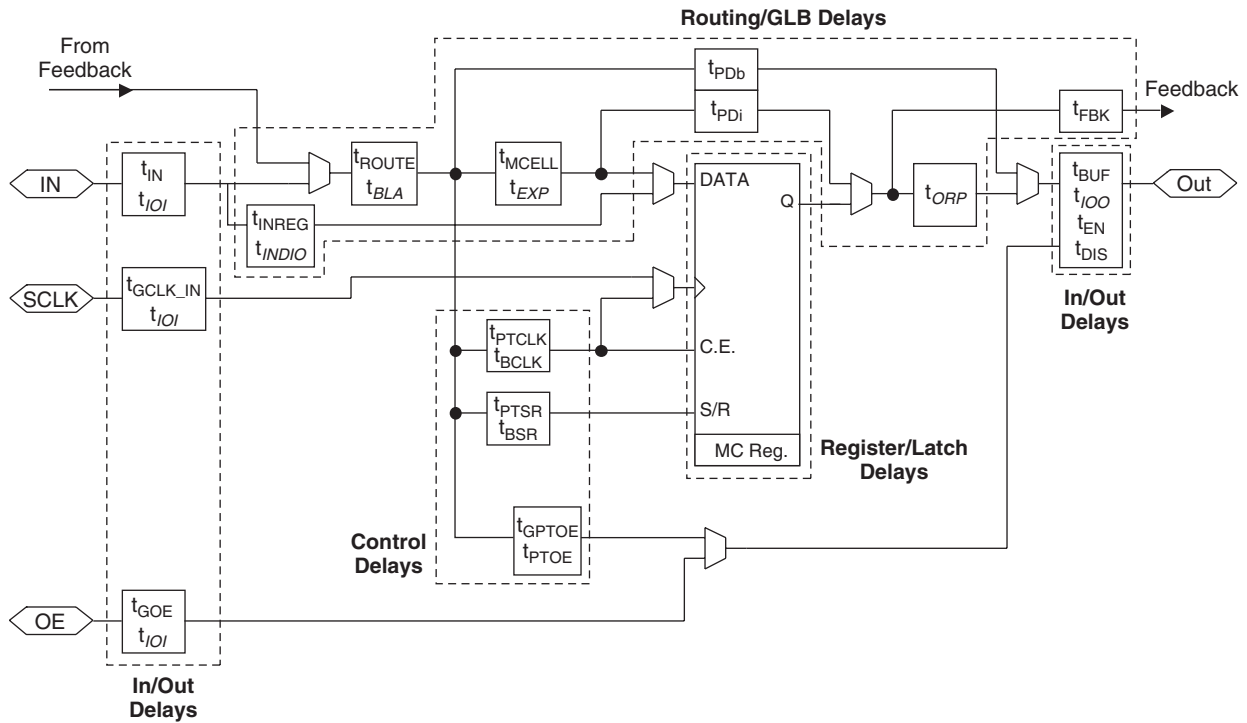 Routing/GLB Delays
From
Feedback
tPDb
tPDi
tFBK
Feedback
IN
tIN
tIOI
tROUTE
tBLA
tMCELL
tEXP
tINREG
tINDIO
DATA
Q
tORP
tBUF
tIOO
tEN
tDIS
Out
In/Out
Delays
SCLK
tGCLK_IN
tIOI
tPTCLK
tBCLK
C.E.
tPTSR
tBSR
S/R
MC Reg.
Register/Latch
Delays
Control
Delays
tGPTOE
tPTOE
OE
tGOE
tIOI
In/Out
Delays